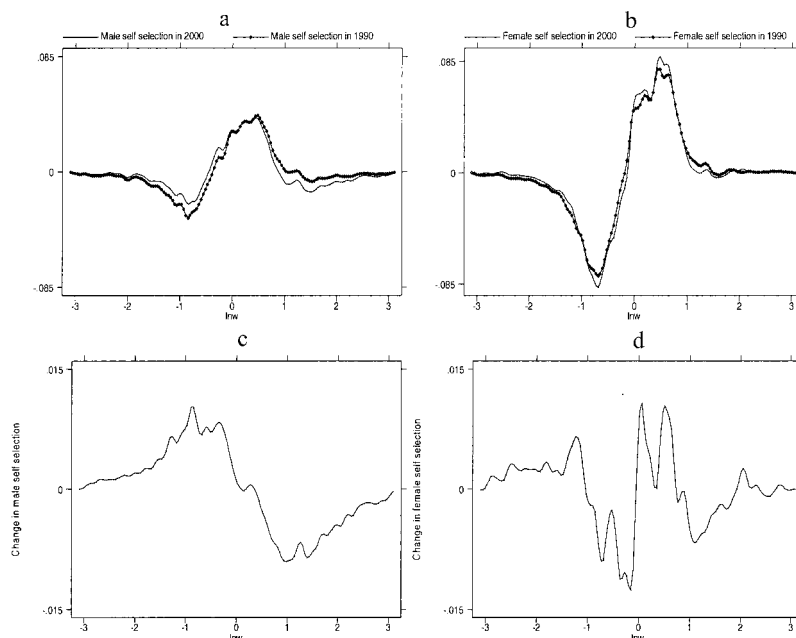 a
b
Male self selection in 2000
Male self selection in 1990
Female self selection in 2000
Female self selection in 1990
.085
0
-.085
-3
-2
-1
0
1
2
3
lnw
.085
0
-.085
-3
-2
-1
0
1
2
3
lnw
c
d
Change in male self selection
.015
0
-.015
-3
-2
-1
0
1
2
3
lnw
Change in female self selection
.015
0
-.015
-3
-2
-1
0
1
2
3
lnw